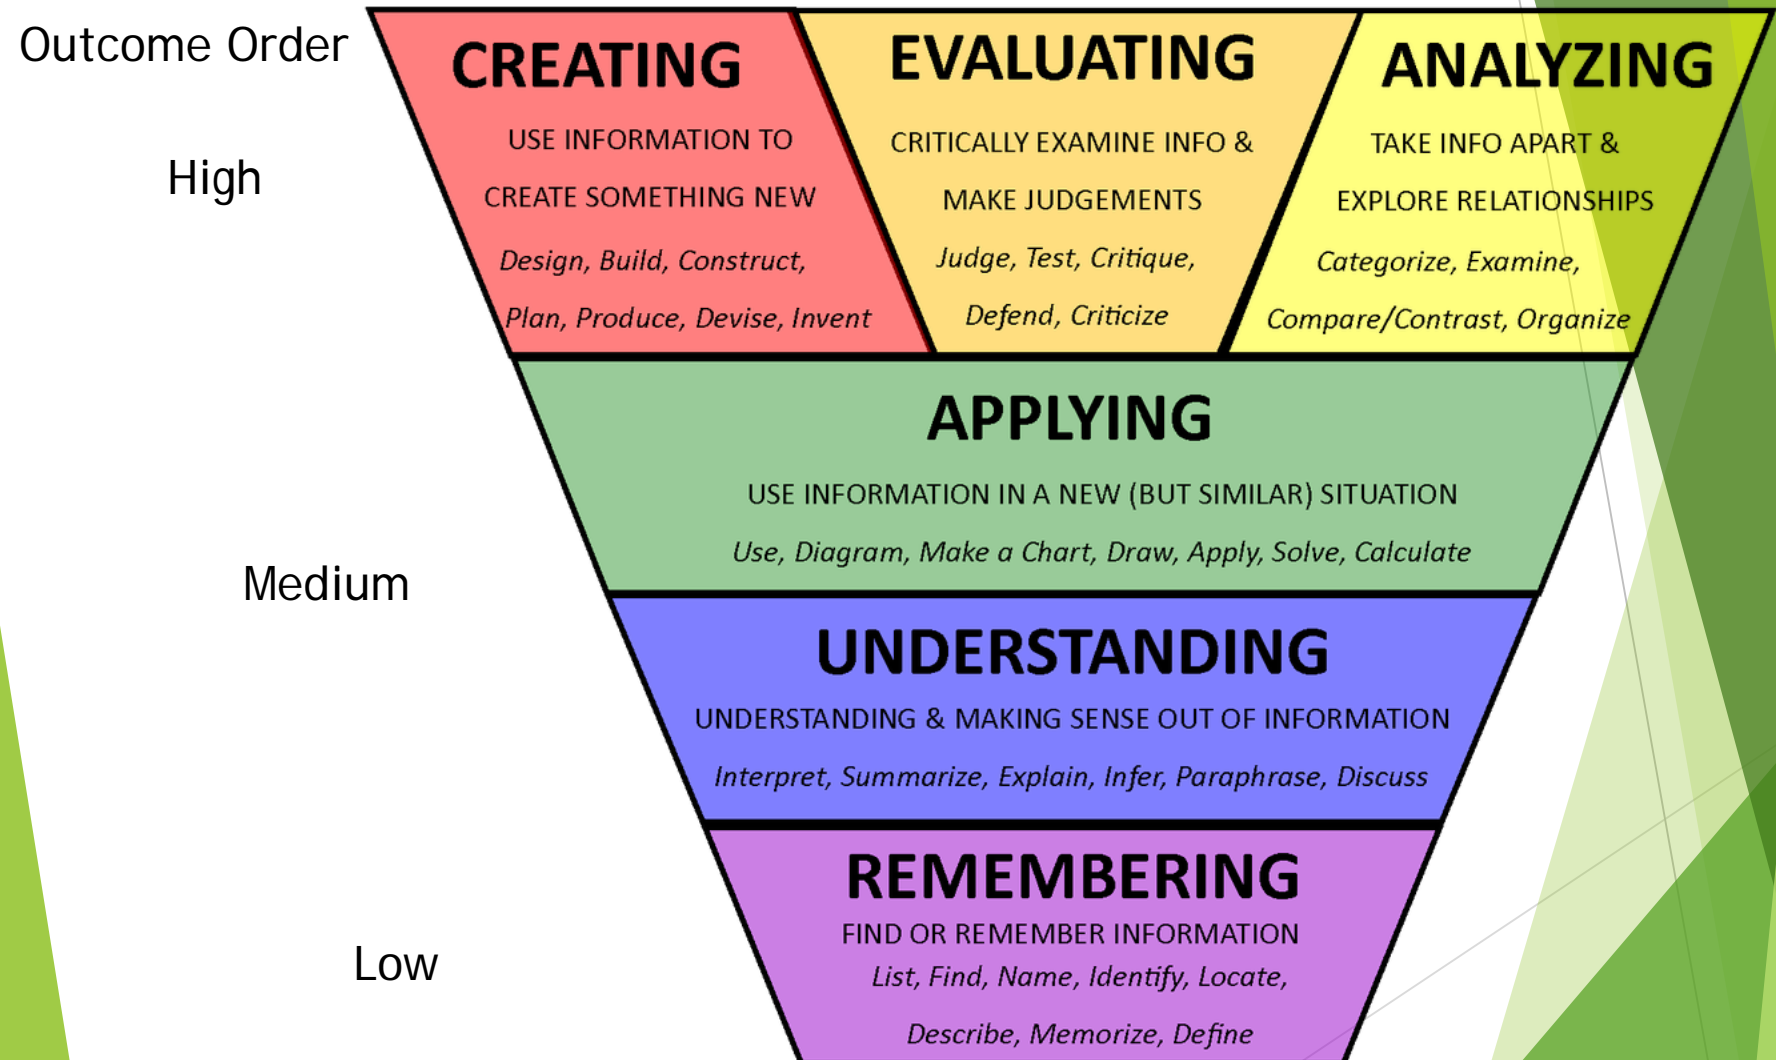 Outcome Order
High
Medium
Low
CREATING
USE INFORMATION TO
CREATE SOMETHING NEW
Design, Build, Construct,
Plan, Produce, Devise, Invent
EVALUATING
CRITICALLY EXAMINE INFO &
MAKE JUDGEMENTS
Judge, Test, Critique,
Defend, Criticize
ANALYZING
TAKE INFO APART &
EXPLORE RELATIONSHIPS
Categorize, Examine,
Compare/Contrast, Organize
APPLYING
USE INFORMATION IN A NEW (BUT SIMILAR) SITUATION
Use, Diagram, Make a Chart, Draw, Apply, Solve, Calculate
UNDERSTANDING
UNDERSTANDING & MAKING SENSE OUT OF INFORMATION
Interpret, Summarize, Explain, Infer, Paraphrase, Discuss
REMEMBERING
FIND OR REMEMBER INFORMATION
List, Find, Name, Identify, Locate,
Describe, Memorize, Define